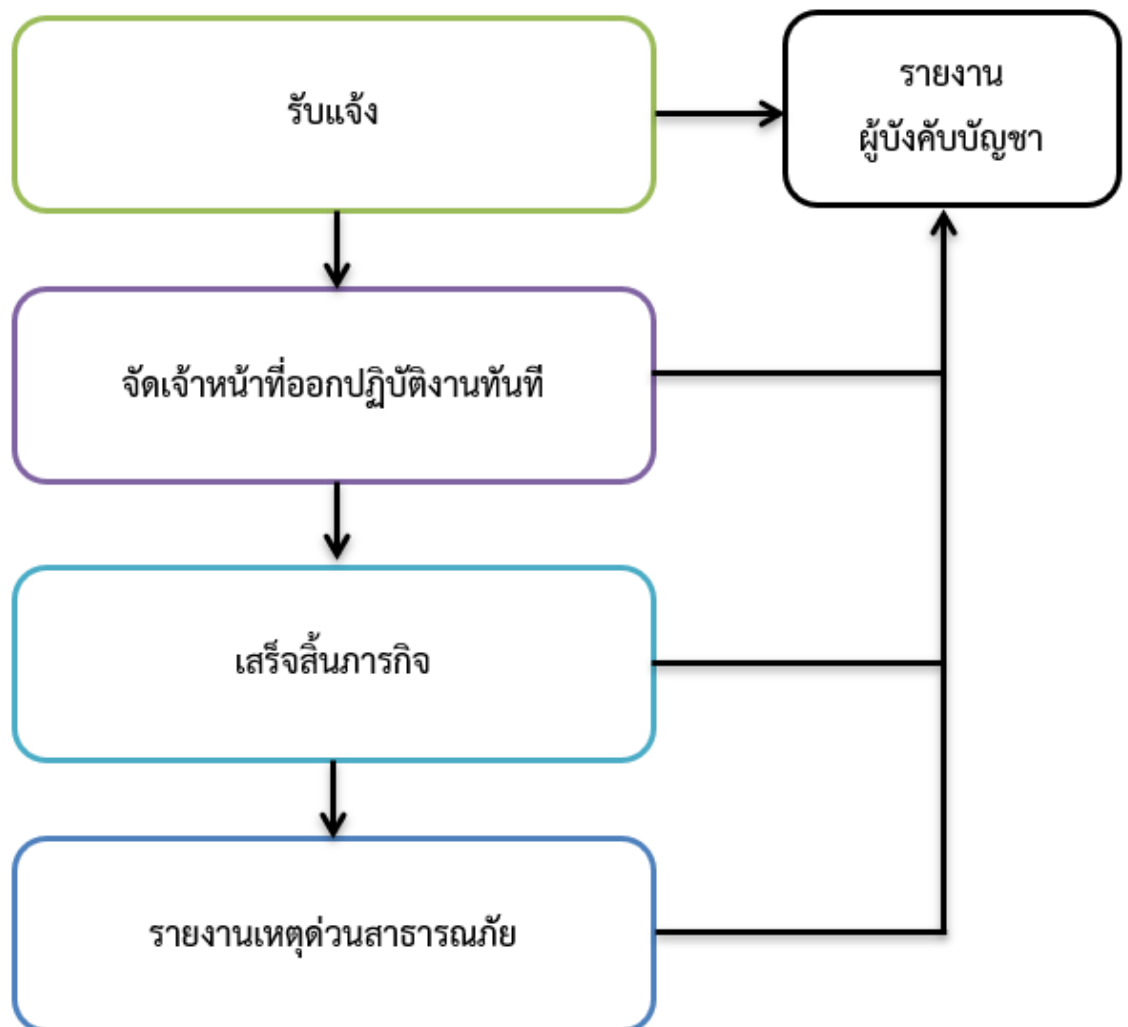 รับแจ้ง
รายงาน
ผู้บังคับบัญชา
จัดเจ้าหน้าที่ออกปฏิบัติงานทันที
เสร็จสิ้นภารกิจ
รายงานเหตุด่วนสาธารณภัย